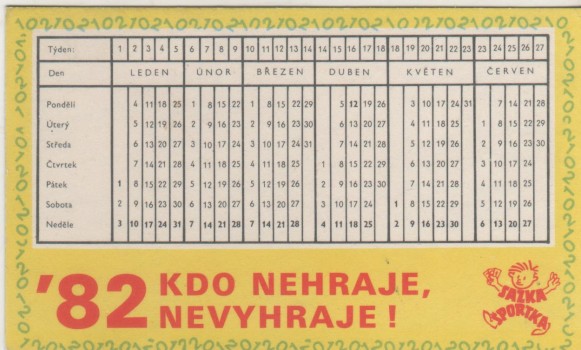 Týden: 1 2 3 4 5 6 7 8 9 10 11 12 13 14 14 15 16 17 18 18 19 20 21 22 23 23 24 25 26 27
Den LEDEN ÚNOR BŘEZEN DUBEN KVĚTEN ČERVEN
Pondělí 4 11 18 25 1 8 15 22 1 8 15 22 29 5 12 19 26 3 10 17 24 31 7 14 21 28
Úterý 5 12 19 26 2 9 16 23 2 9 16 23 30 6 13 20 27 4 11 18 25 1 8 15 22 29
Středa 6 13 20 27 3 10 17 24 3 10 17 24 31 7 14 21 28 5 12 19 26 2 9 16 23 30
Čtvrtek 7 14 21 28 4 11 18 25 4 11 18 25 1 8 15 22 29 6 13 20 27 3 10 17 24
Pátek 1 8 15 22 29 5 12 19 26 5 12 19 26 2 9 16 23 30 7 14 21 28 4 11 18 25
Sobota 2 9 16 23 30 6 13 20 27 6 13 20 27 3 10 17 24 1 8 15 22 29 5 12 19 26
Neděle 3 10 17 24 31 7 14 21 28 7 14 21 28 4 11 18 25 2 9 16 23 30 6 13 20 27
'82 KDO NEHRAJE,
NEVYHRAJE!
SAZKA
SPORTKA